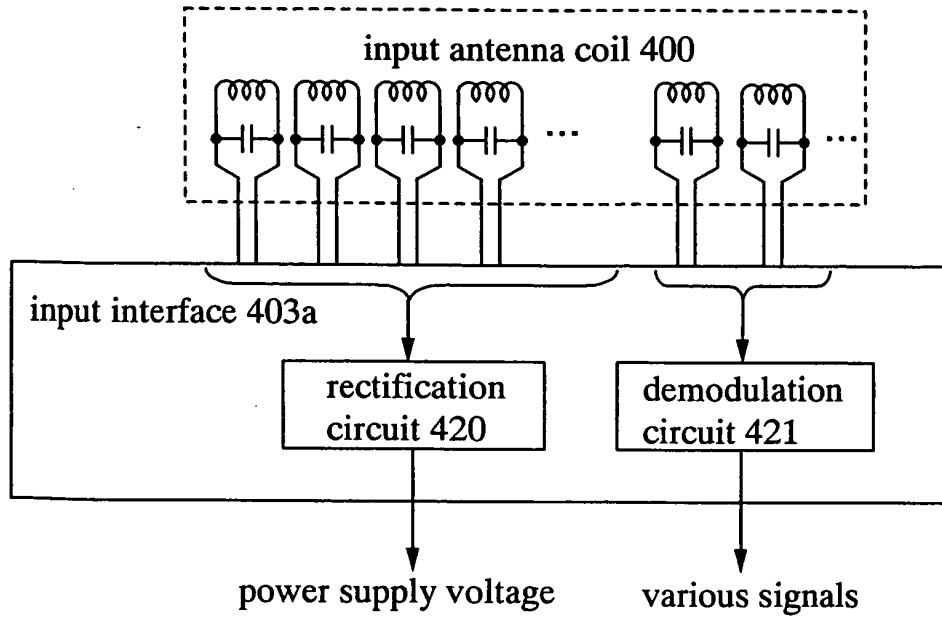 input antenna coil 400
...
...
input interface 403a
rectification
circuit 420
demodulation
circuit 421
power supply voltage
various signals